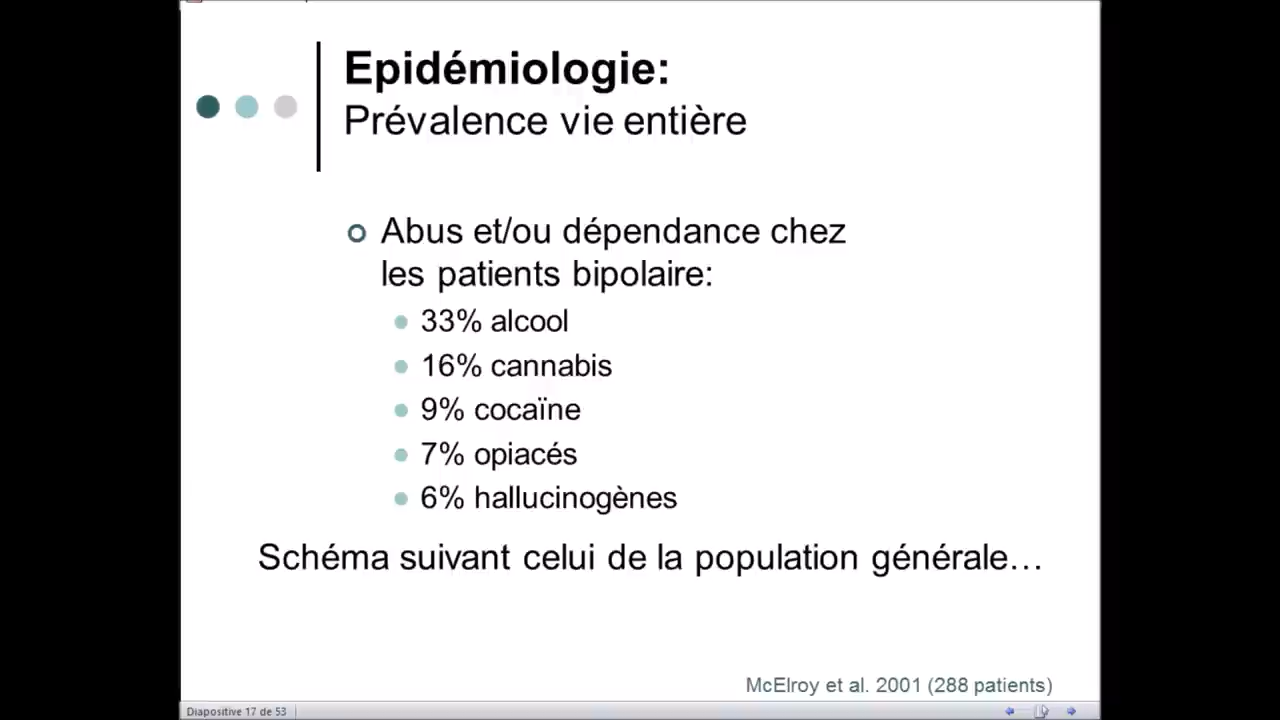 Epidémiologie:
Prévalence vie entière
Abus et/ou dépendance chez
les patients bipolaire:
33% alcool
16% cannabis
9% cocaïne
7% opiacés
6% hallucinogènes
Schéma suivant celui de la population générale…
McElroy et al. 2001 (288 patients)
Diapositive 17 de 53